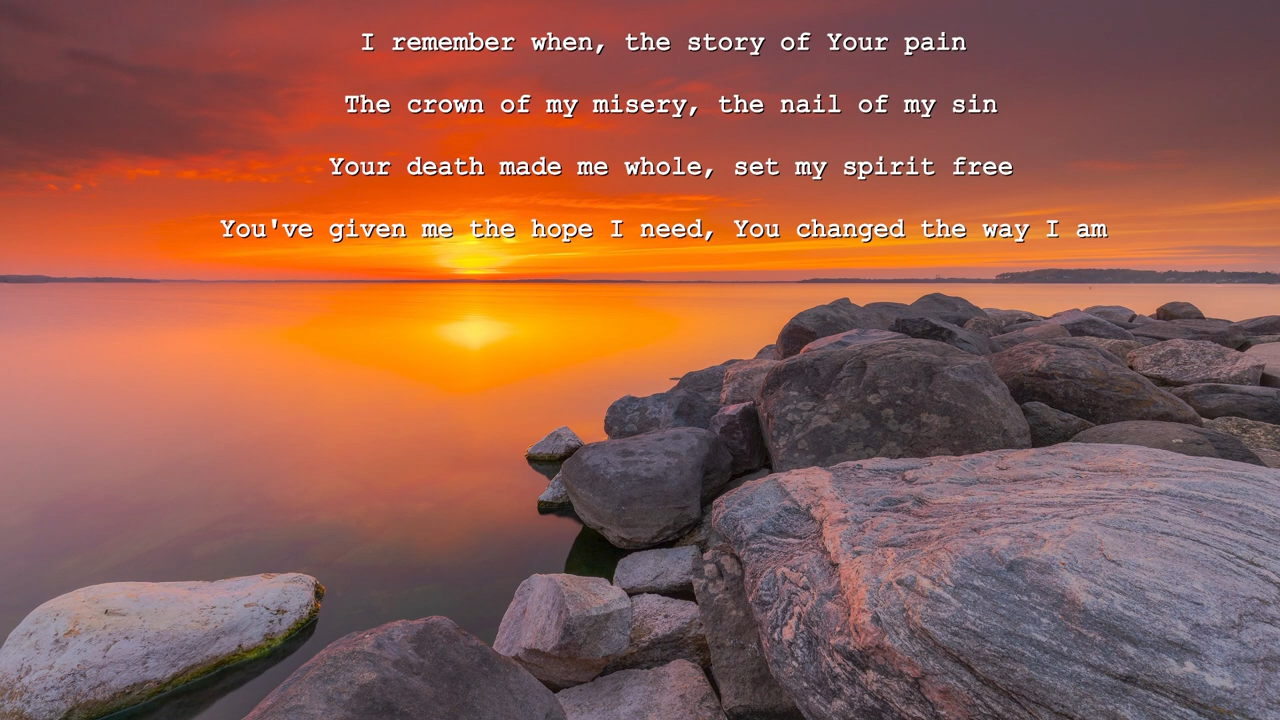 I remember when, the story of Your pain
The crown of my misery, the nail of my sin
Your death made me whole, set my spirit free
You've given me the hope I need, You changed the way I am